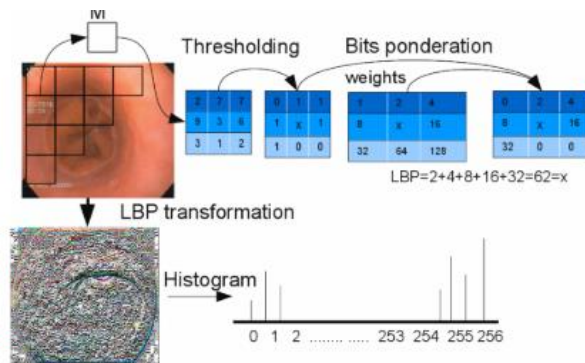 M
Thresholding
Bits ponderation
weights
2 7 7
9 3 6
3 1 2
0 1 1
1 x 1
1 0 0
1 2 4
8 x 16
32 64 128
0 2 4
8 x 16
32 0 0
LBP=2+4+8+16+32=62=x
LBP transformation
Histogram
0 1 2 ......... ..... 253 254 255 256